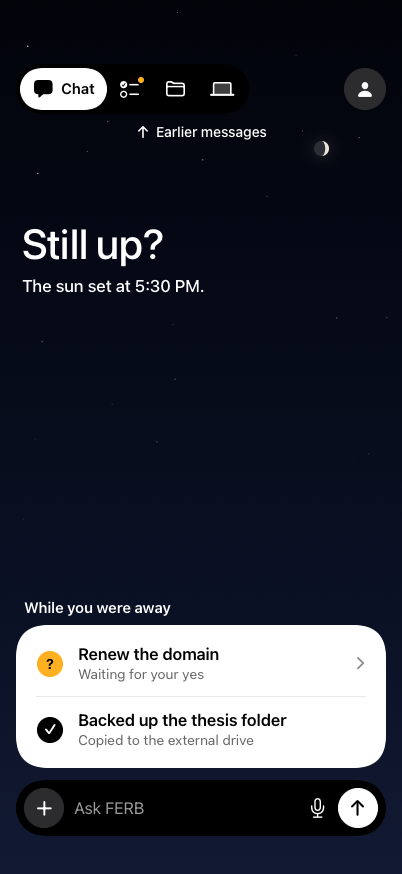 Chat
Earlier messages
Still up?
The sun set at 5:30 PM.
While you were away
?
Renew the domain
Waiting for your yes
Backed up the thesis folder
Copied to the external drive
Ask FERB